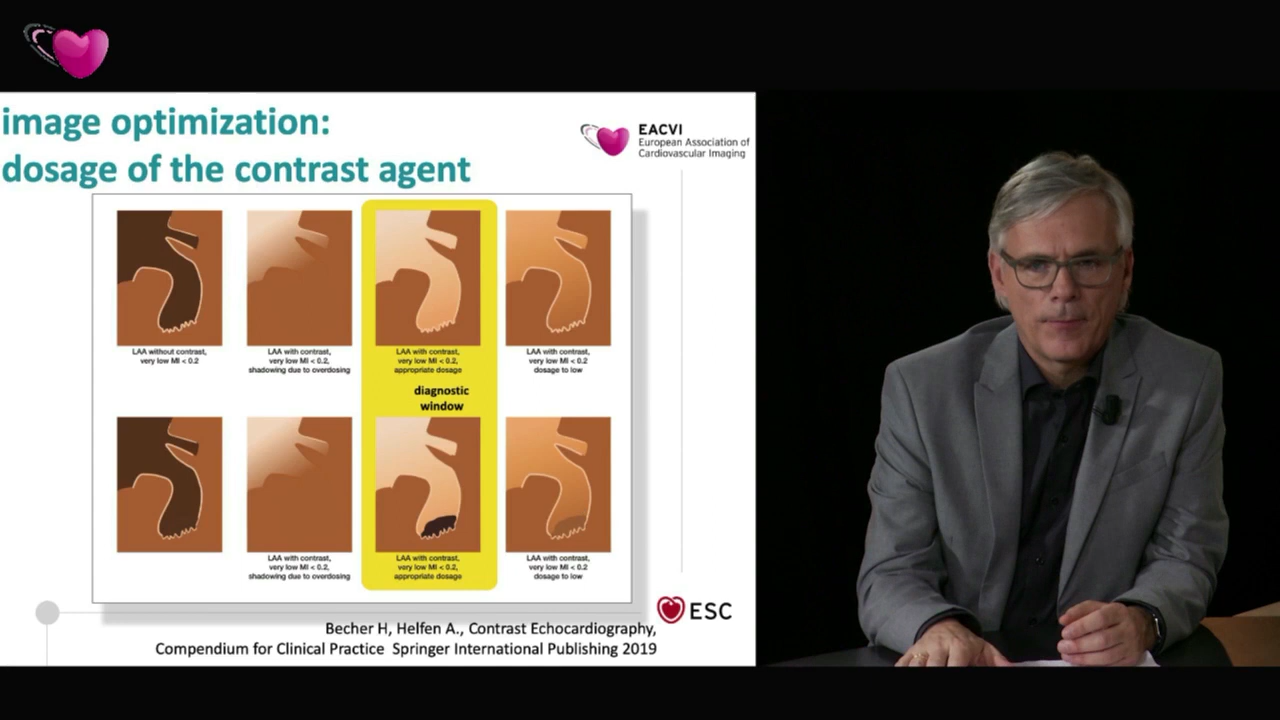 image optimization:
dosage of the contrast agent
EACVI
European Association of
Cardiovascular Imaging
LAA without contrast,
very low MI < 0.2
LAA with contrast,
very low MI < 0.2,
shadowing due to overdosing
LAA with contrast,
very low MI < 0.2,
appropriate dosage
LAA with contrast,
very low MI < 0.2
dosage to low
diagnostic
window
LAA with contrast,
very low MI < 0.2,
shadowing due to overdosing
LAA with contrast,
very low MI < 0.2,
appropriate dosage
LAA with contrast,
very low MI < 0.2
dosage to low
ESC
Becher H, Helfen A., Contrast Echocardiography,
Compendium for Clinical Practice Springer International Publishing 2019